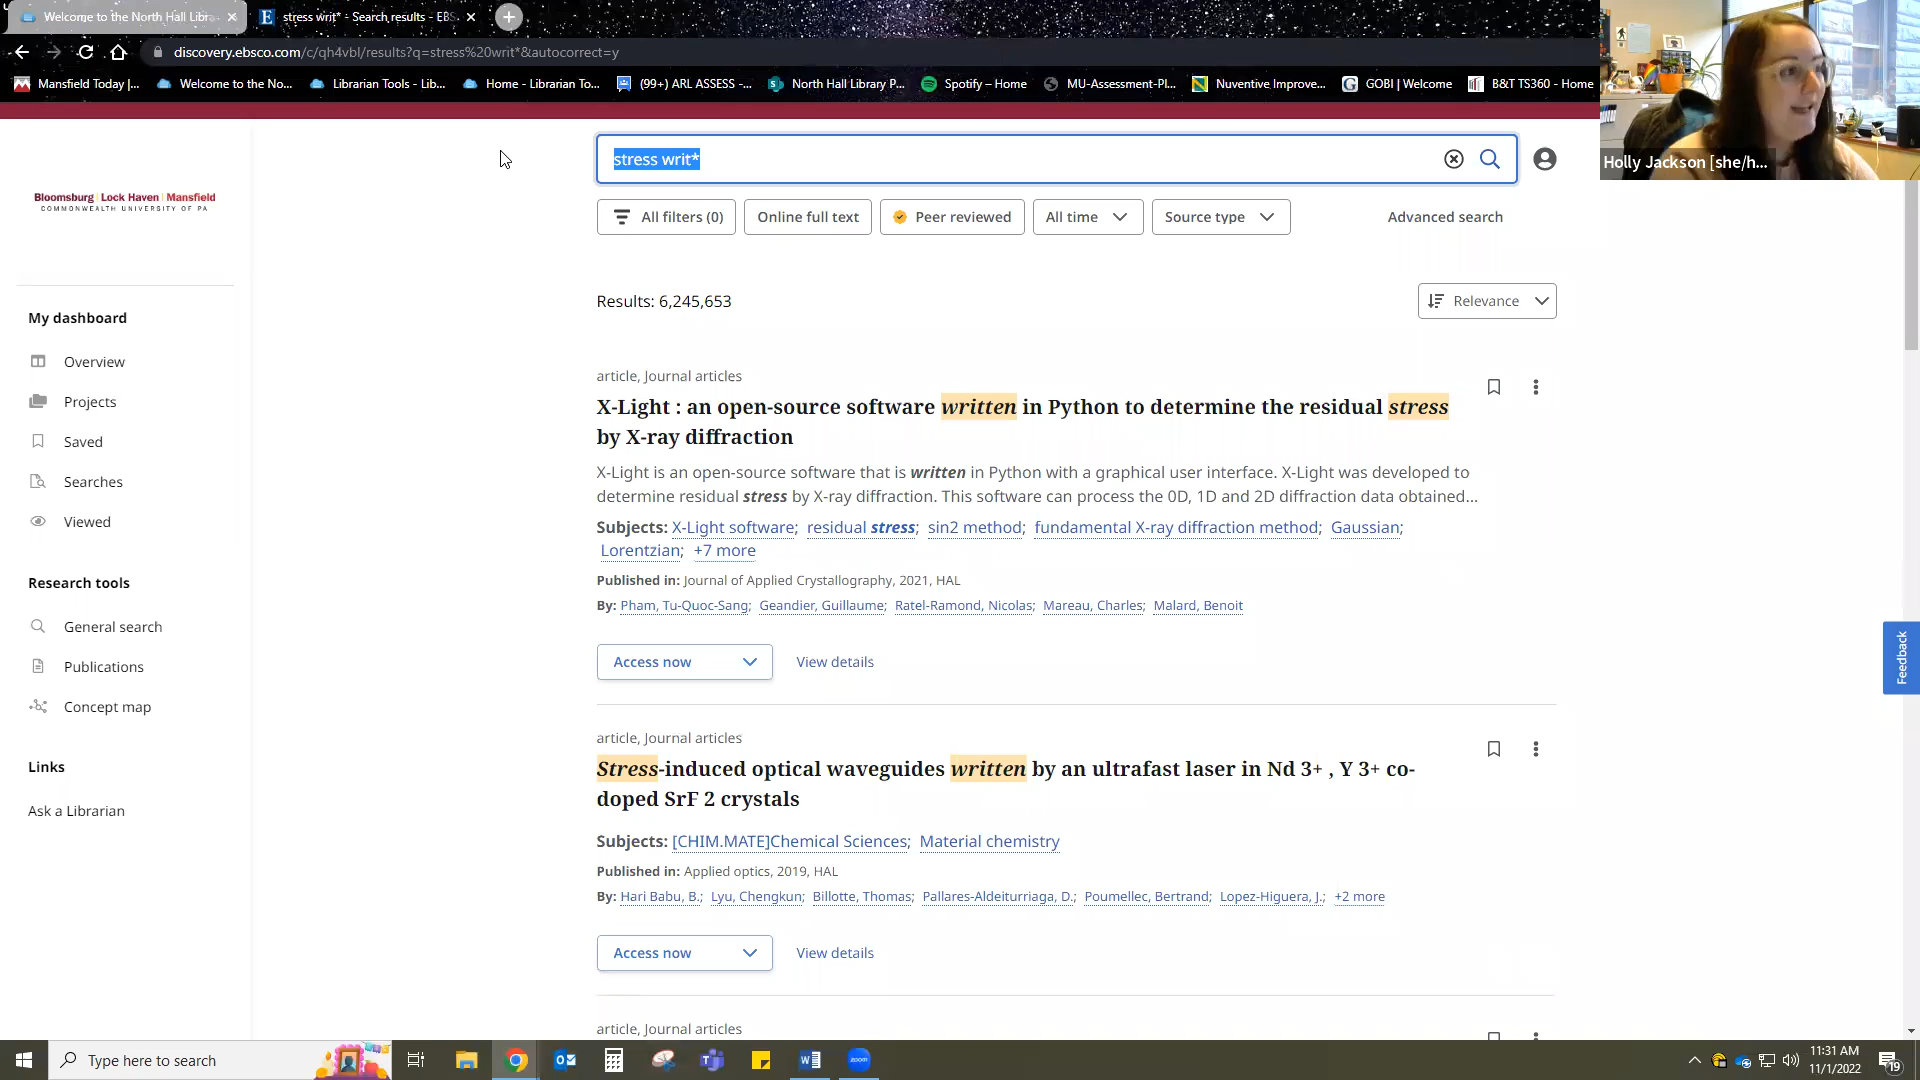 Welcome to the North Hall Libr
stress writ* - Search results - EBS
discovery.ebsco.com/c/qh4vbl/results?q=stress%20writ*&autocorrect=y
Mansfield Today |...
Welcome to the No...
Librarian Tools - Lib...
Home - Librarian To...
(99+) ARL ASSESS -...
North Hall Library P...
Spotify – Home
MU-Assessment-Pl...
Nuventive Improve...
GOBI | Welcome
B&T TS360 - Home
Holly Jackson [she/h...
stress writ*
All filters (0)
Online full text
Peer reviewed
All time
Source type
Advanced search
Bloomsburg | Lock Haven | Mansfield
COMMONWEALTH UNIVERSITY OF PA
My dashboard
Overview
Projects
Saved
Searches
Viewed
Research tools
General search
Publications
Concept map
Links
Ask a Librarian
Results: 6,245,653
Relevance
article, Journal articles
X-Light : an open-source software written in Python to determine the residual stress
by X-ray diffraction
X-Light is an open-source software that is written in Python with a graphical user interface. X-Light was developed to
determine residual stress by X-ray diffraction. This software can process the 0D, 1D and 2D diffraction data obtained...
Subjects: X-Light software; residual stress; sin2 method; fundamental X-ray diffraction method; Gaussian;
Lorentzian; +7 more
Published in: Journal of Applied Crystallography, 2021, HAL
By: Pham, Tu-Quoc-Sang; Geandier, Guillaume; Ratel-Ramond, Nicolas; Mareau, Charles; Malard, Benoit
Access now
View details
article, Journal articles
Stress-induced optical waveguides written by an ultrafast laser in Nd 3+ , Y 3+ co-
doped SrF 2 crystals
Subjects: [CHIM.MATE]Chemical Sciences; Material chemistry
Published in: Applied optics, 2019, HAL
By: Hari Babu, B.; Lyu, Chengkun; Billotte, Thomas; Pallares-Aldeiturriaga, D.; Poumellec, Bertrand; Lopez-Higuera, J.; +2 more
Access now
View details
article, Journal articles
Feedback
Type here to search
zoom
11:31 AM
11/1/2022
19